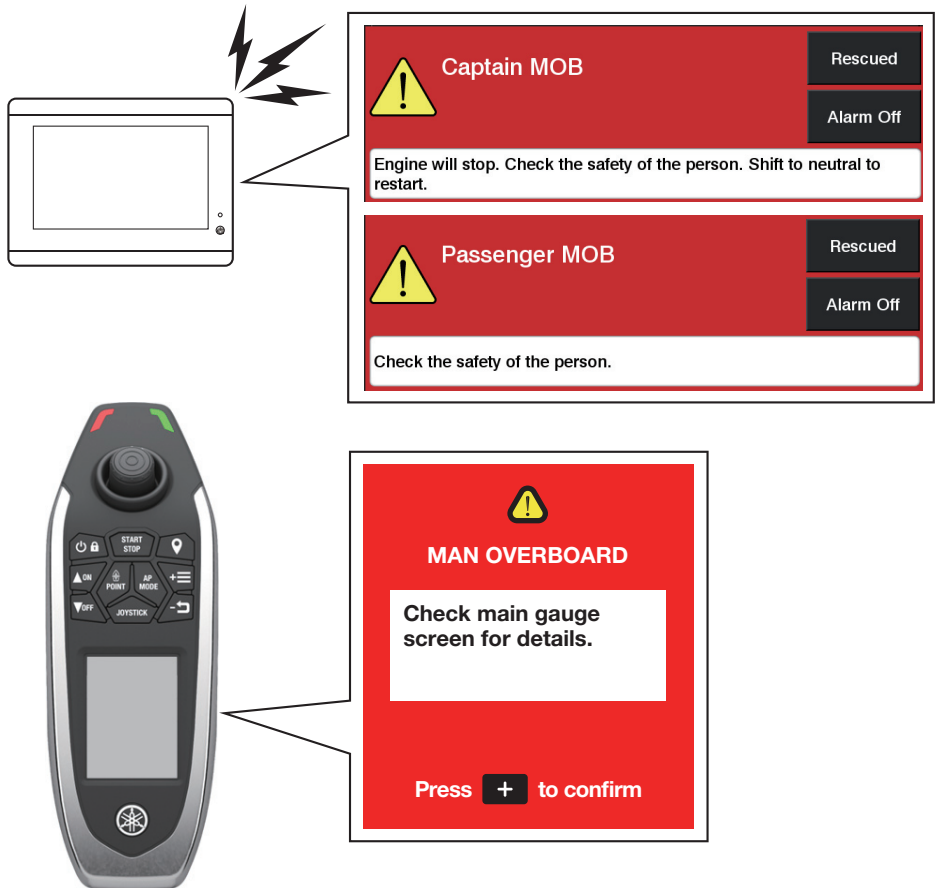 Captain MOB
Rescued
Alarm Off
Engine will stop. Check the safety of the person. Shift to neutral to
restart.
Passenger MOB
Rescued
Alarm Off
Check the safety of the person.
START
STOP
ON
POINT
AP
MODE
+
OFF
JOYSTICK
-
MAN OVERBOARD
Check main gauge
screen for details.
Press + to confirm